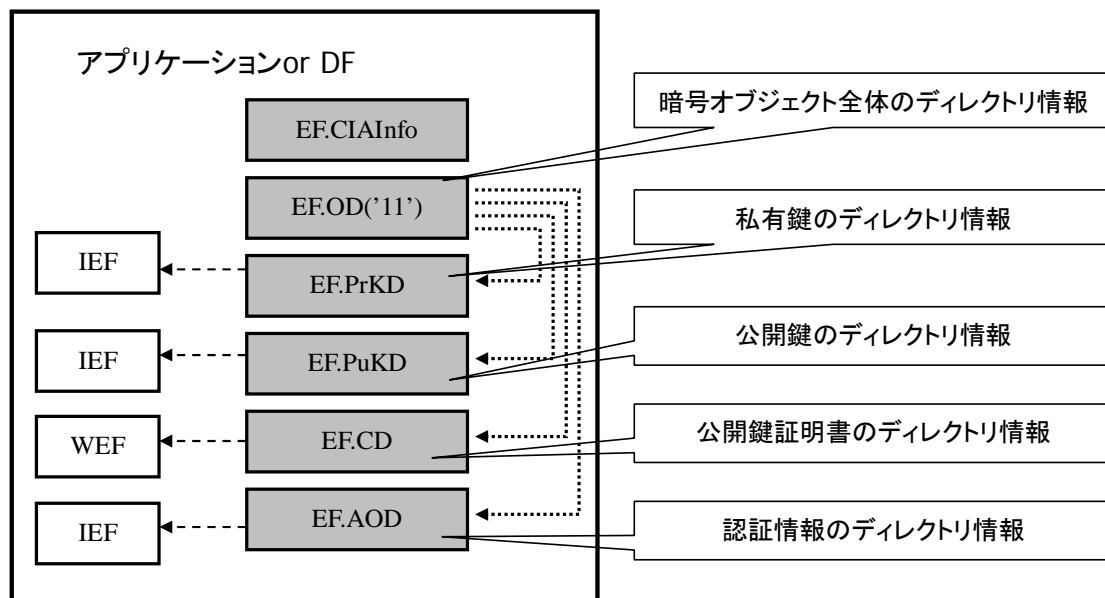 アプリケーションor DF
EF.CIAInfo
暗号オブジェクト全体のディレクトリ情報
EF.OD('11')
私有鍵のディレクトリ情報
IEF
EF.PrKD
公開鍵のディレクトリ情報
IEF
EF.PuKD
公開鍵証明書のディレクトリ情報
WEF
EF.CD
IEF
EF.AOD
認証情報のディレクトリ情報